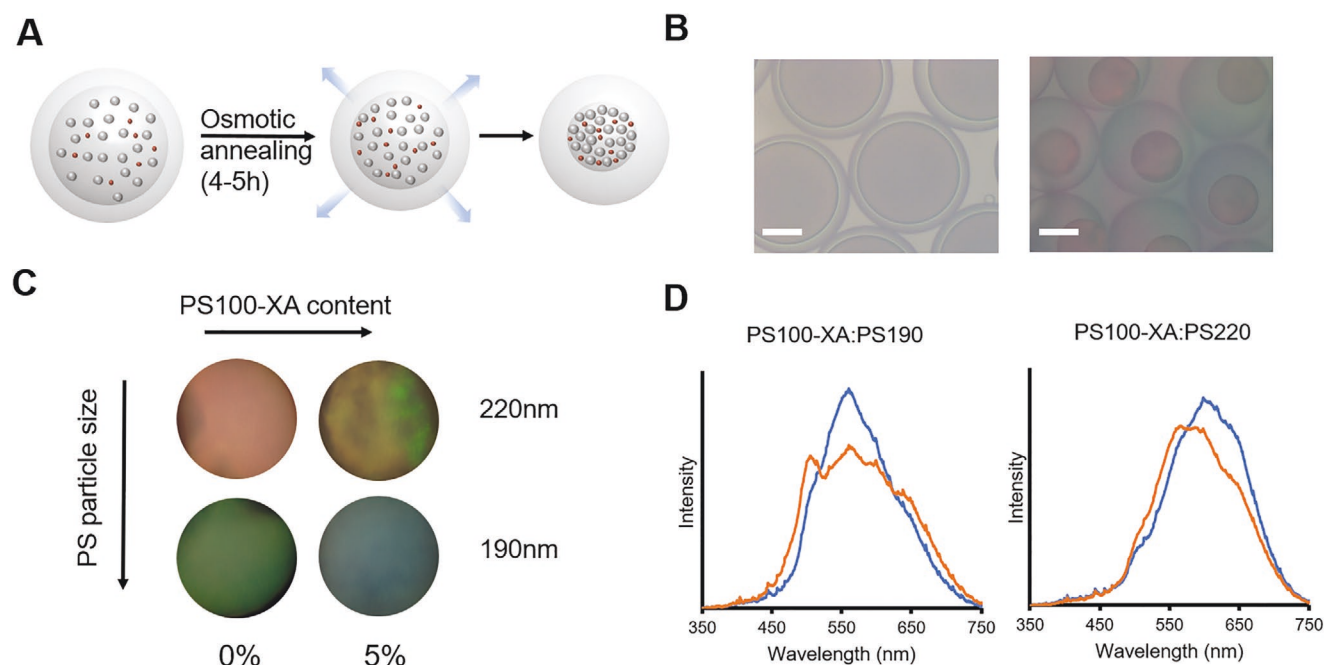 A
Osmotic
annealing
(4-5h)
B
C
PS100-XA content
PS particle size
220nm
190nm
0%
5%
D
PS100-XA:PS190
Intensity
350
450
550
650
750
Wavelength (nm)
PS100-XA:PS220
Intensity
350
450
550
650
750
Wavelength (nm)